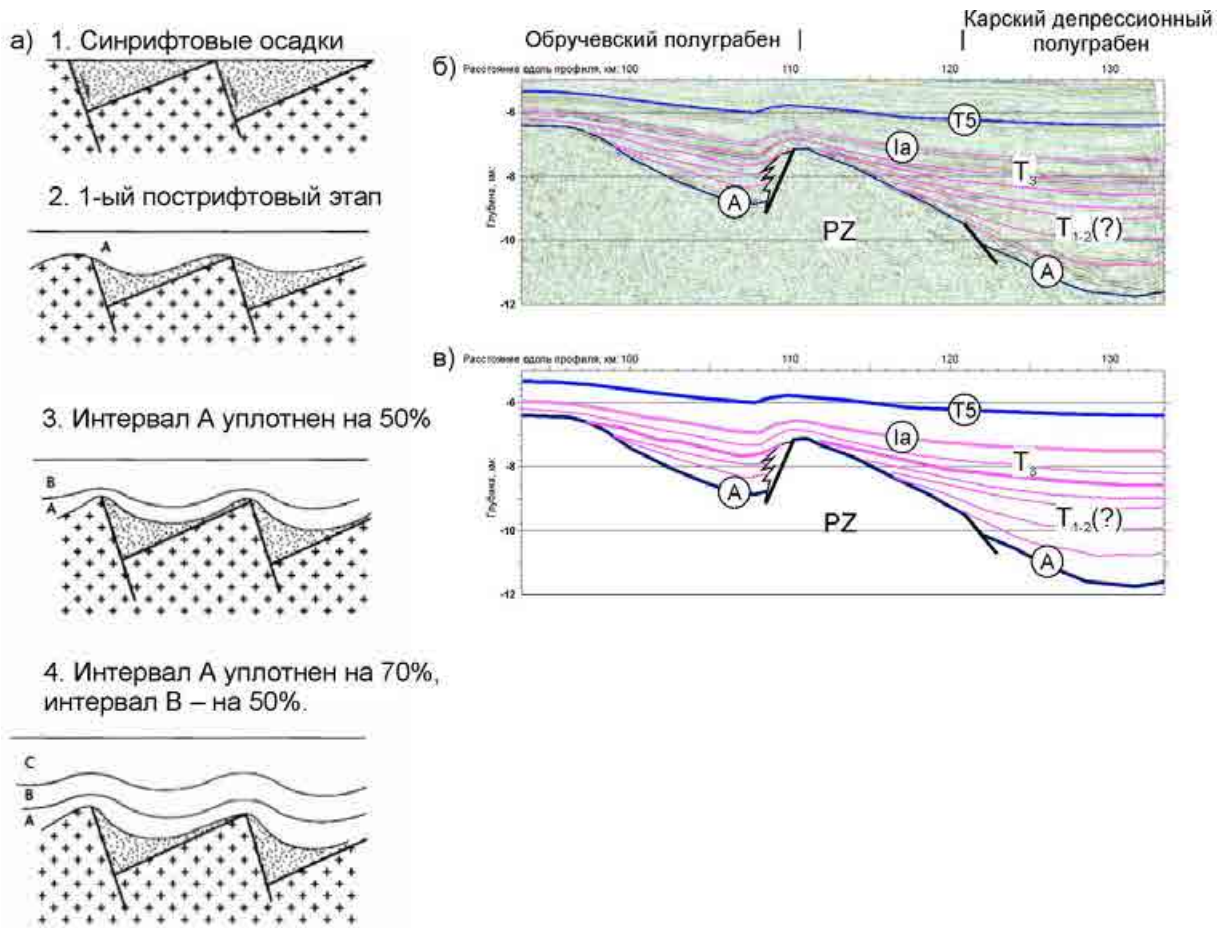 а) 1. Синрифтовые осадки
2. 1-ый пострифтовый этап
A
3. Интервал А уплотнен на 50%
B
A
4. Интервал А уплотнен на 70%,
интервал В – на 50%.
C
B
A
Обручевский полуграбен
Карский депрессионный
полуграбен
б) Расстояние вдоль профиля, км: 100 110 120 130
Глубина, км:
-6
-8
-10
-12
T5
Ia
T3
A
PZ
T1-2(?)
A
в) Расстояние вдоль профиля, км: 100 110 120 130
Глубина, км:
-6
-8
-10
-12
T5
Ia
T3
A
PZ
T1-2(?)
A